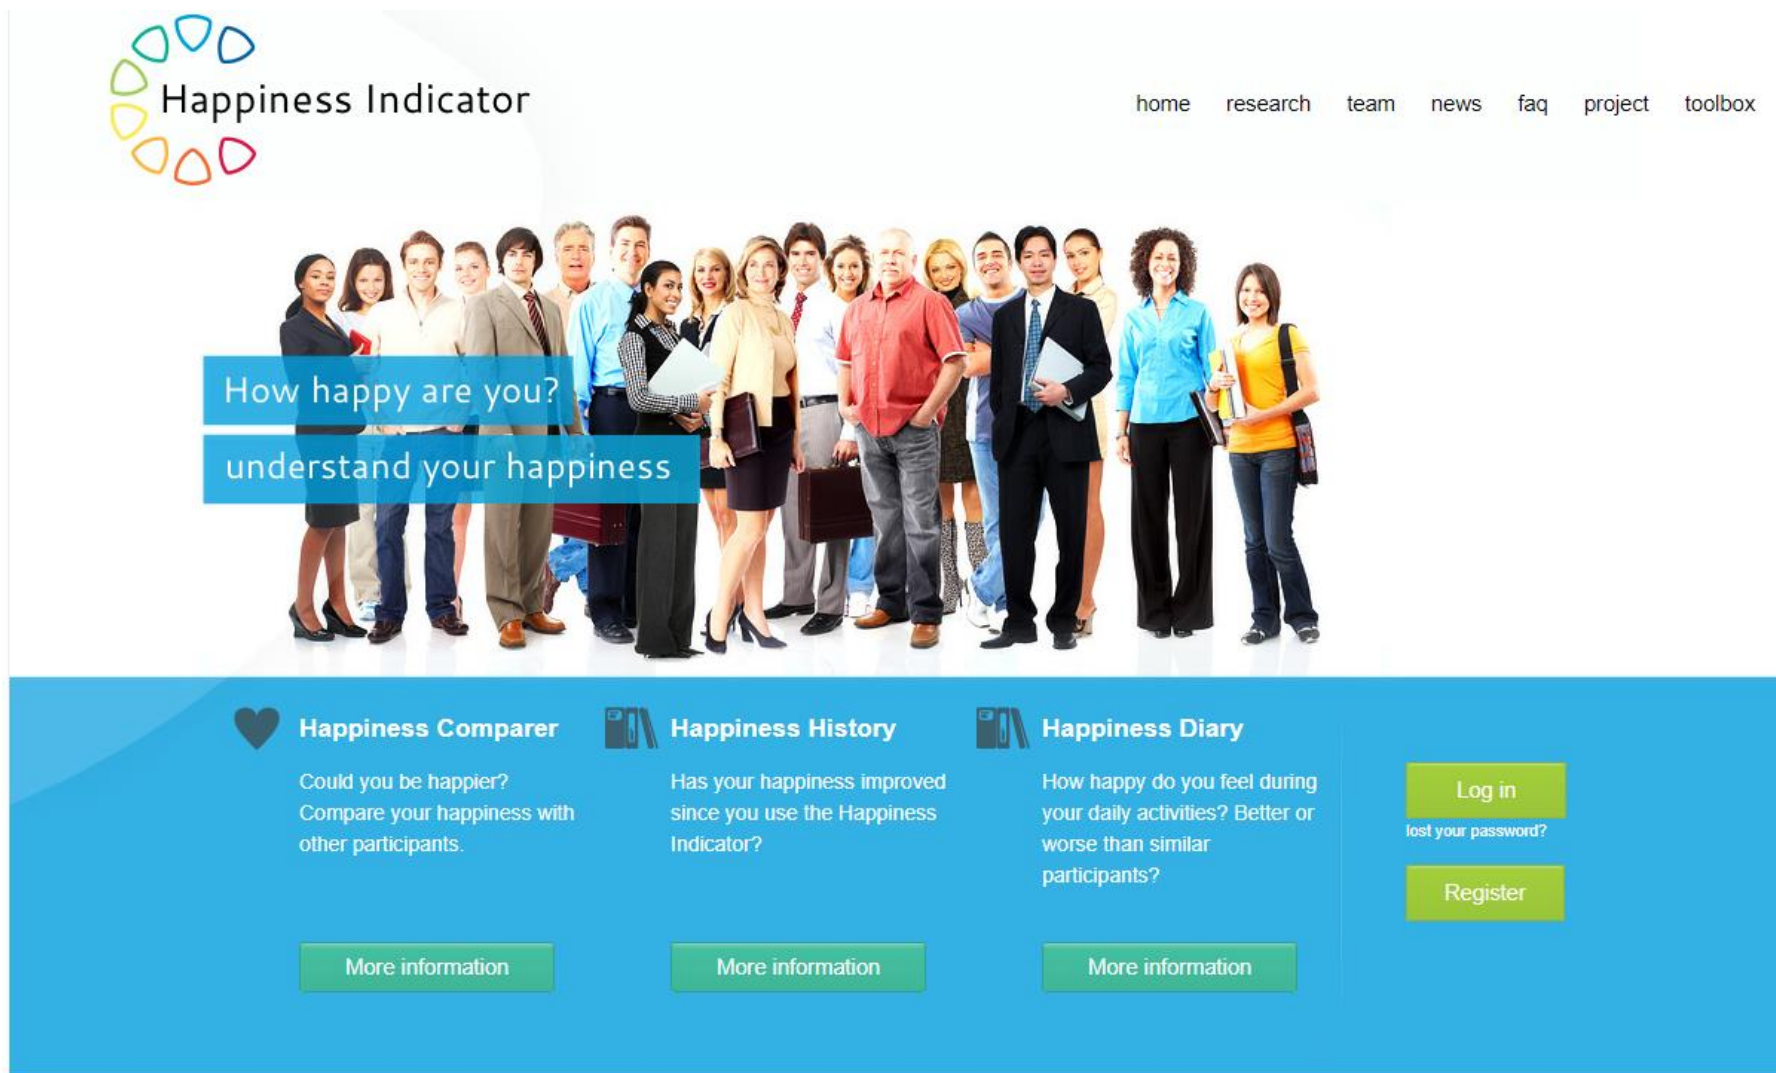 Happiness Indicator
home research team news faq project toolbox
How happy are you?
understand your happiness
Happiness Comparer
Could you be happier?
Compare your happiness with
other participants.
More information
Happiness History
Has your happiness improved
since you use the Happiness
Indicator?
More information
Happiness Diary
How happy do you feel during
your daily activities? Better or
worse than similar
participants?
More information
Log in
lost your password?
Register